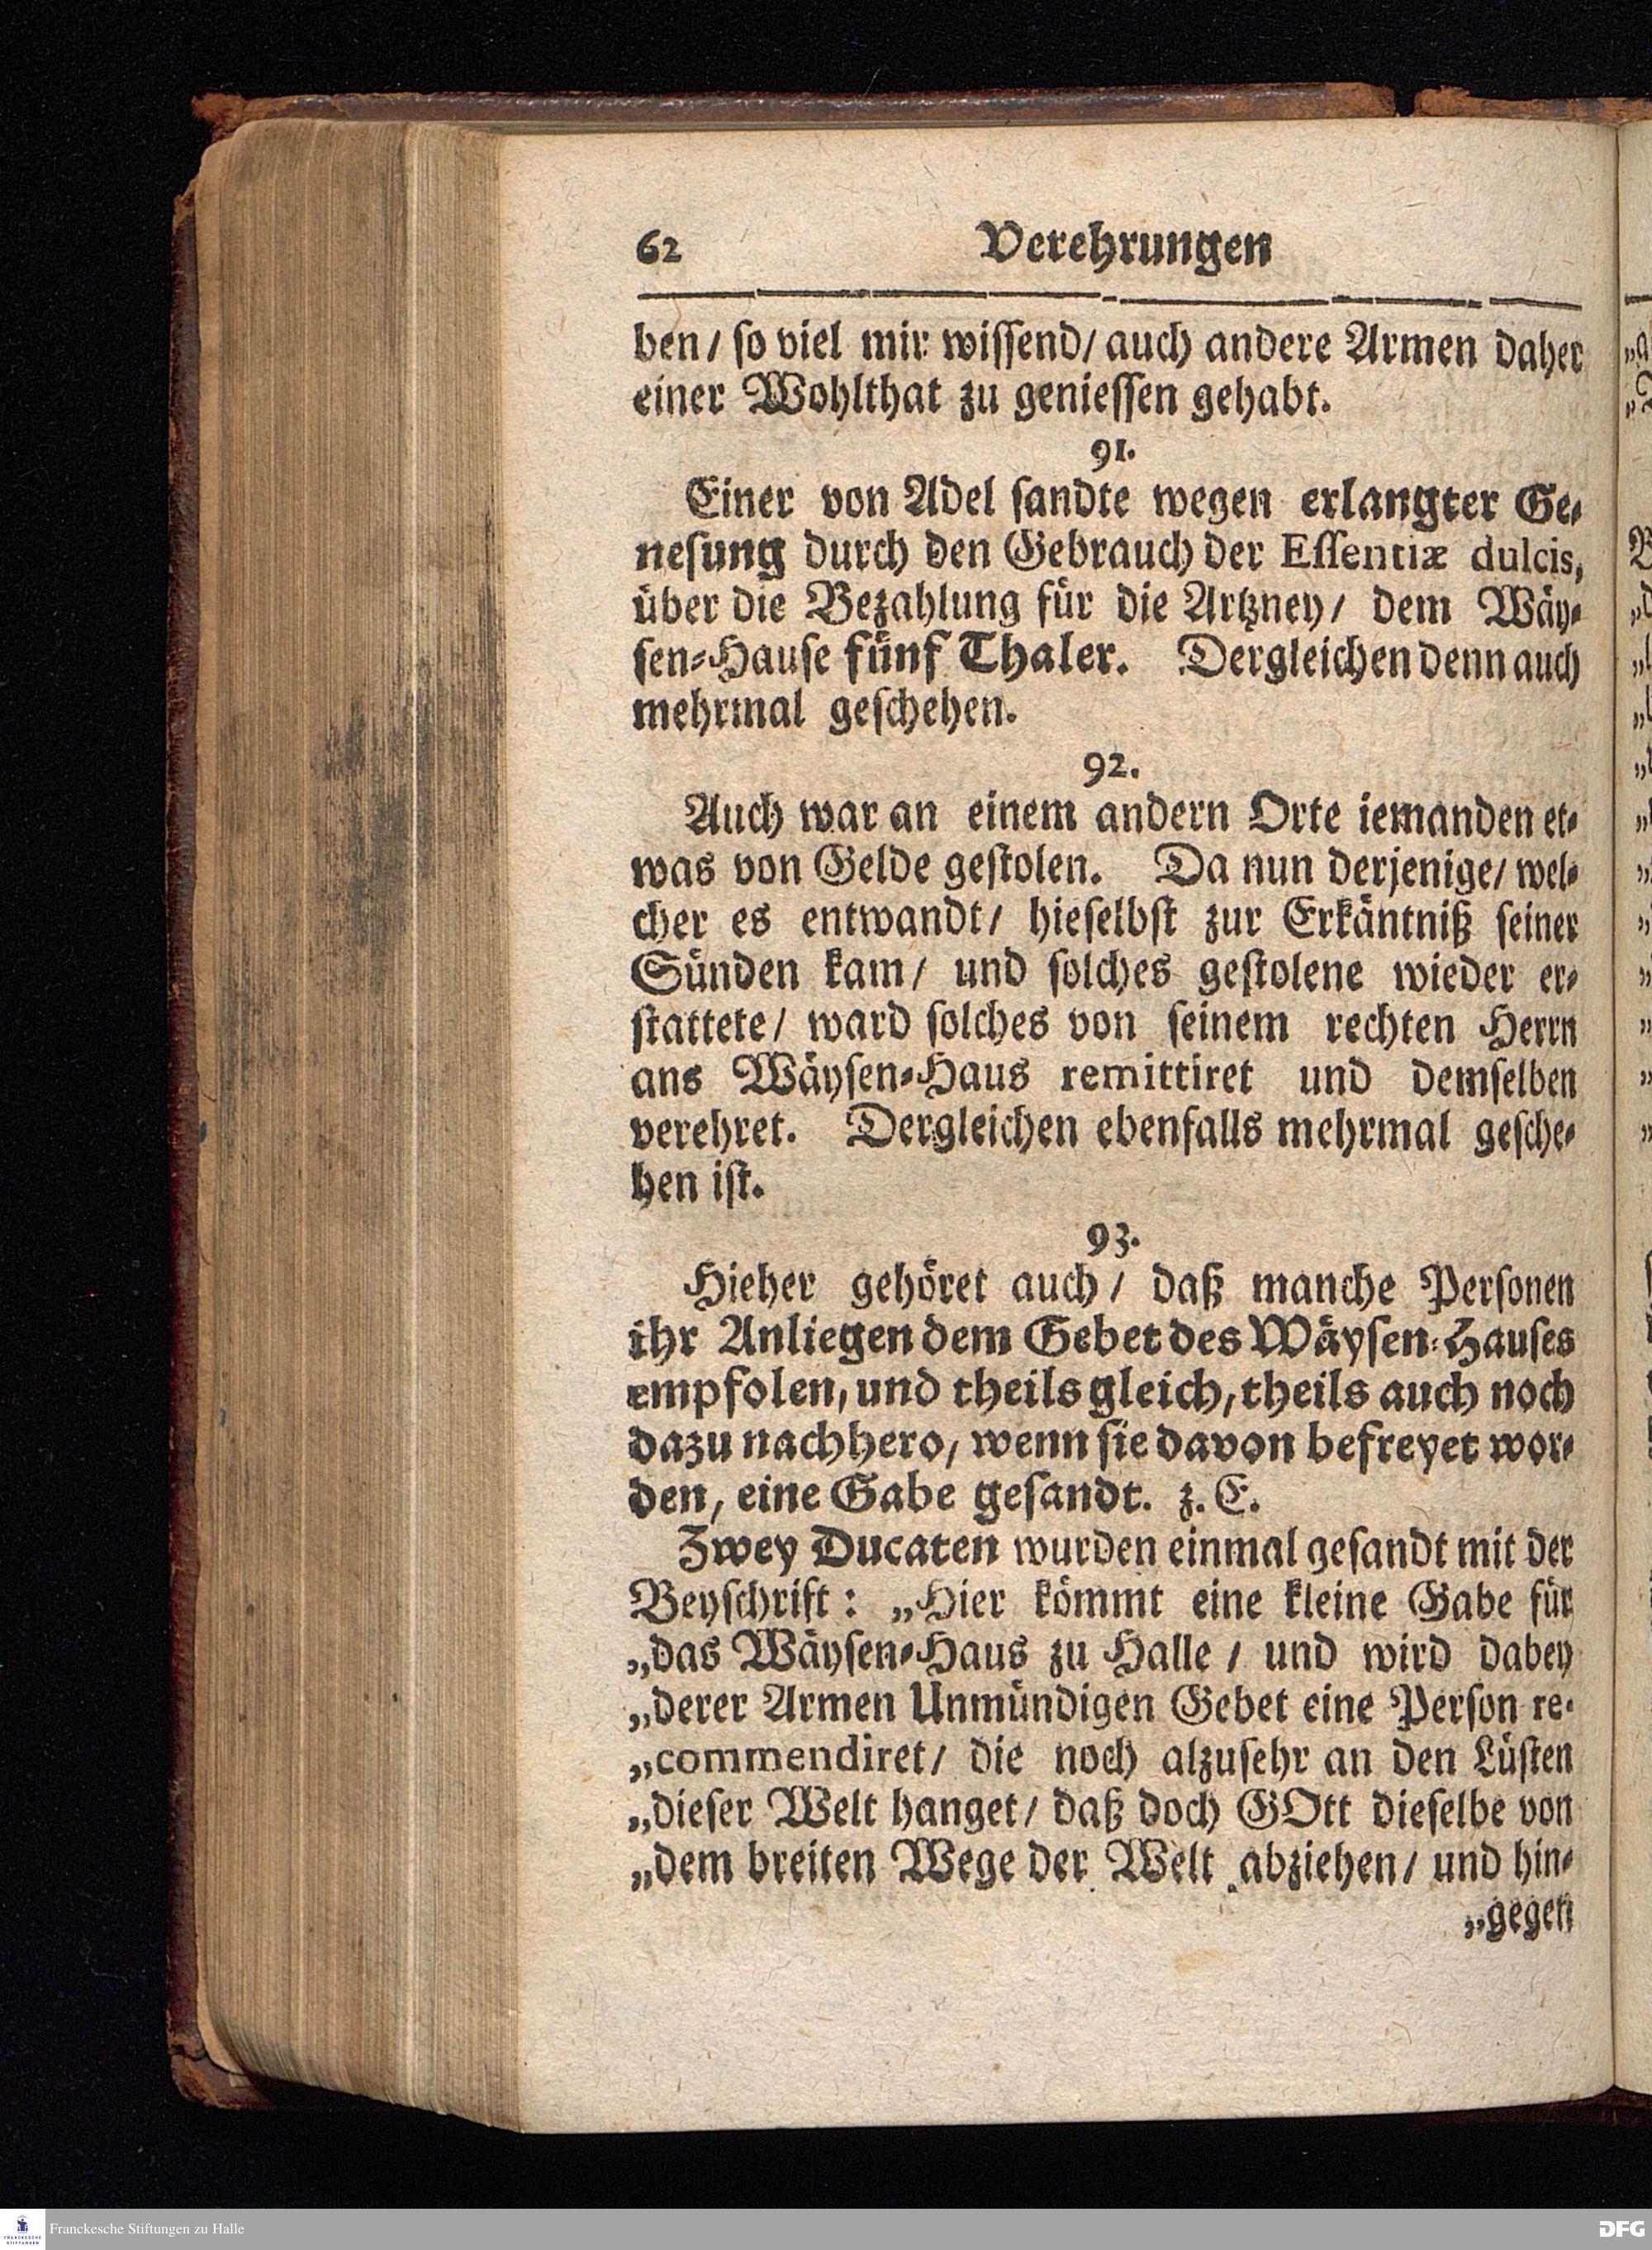 62 Verehrungen
ben/ so viel mir wissend/ auch andere Armen daher
einer Wohlthat zu geniessen gehabt.
91.
Einer von Adel sandte wegen erlangter Ge-
nesung durch den Gebrauch der Essentiæ dulcis,
über die Bezahlung für die Artzney/ dem Wäy-
sen-Hause fünf Thaler. Dergleichen denn auch
mehrmal geschehen.
92.
Auch war an einem andern Orte iemanden et-
was von Gelde gestolen. Da nun derjenige/ wel-
cher es entwandt/ hieselbst zur Erkäntniß seiner
Sünden kam/ und solches gestolene wieder er-
stattete/ ward solches von seinem rechten Herrn
ans Wäysen-Haus remittiret und demselben
verehret. Dergleichen ebenfalls mehrmal gesche-
hen ist.
93.
Hieher gehöret auch/ daß manche Personen
ihr Anliegen dem Gebet des Wäysen-Hauses
empfolen, und theils gleich, theils auch noch
dazu nachhero, wenn sie davon befreyet wor-
den, eine Gabe gesandt. z. E.
Zwey Ducaten wurden einmal gesandt mit der
Beyschrift: „Hier kömmt eine kleine Gabe für
„das Wäysen-Haus zu Halle / und wird dabey
„derer Armen Unmündigen Gebet eine Person re-
„commendiret/ die noch alzusehr an den Lüsten
„dieser Welt hanget/ daß doch GOtt dieselbe von
„dem breiten Wege der Welt abziehen/ und hin-
„gegen
Franckesche Stiftungen zu Halle
FRANCKESCHE
STIFTUNGEN
DFG